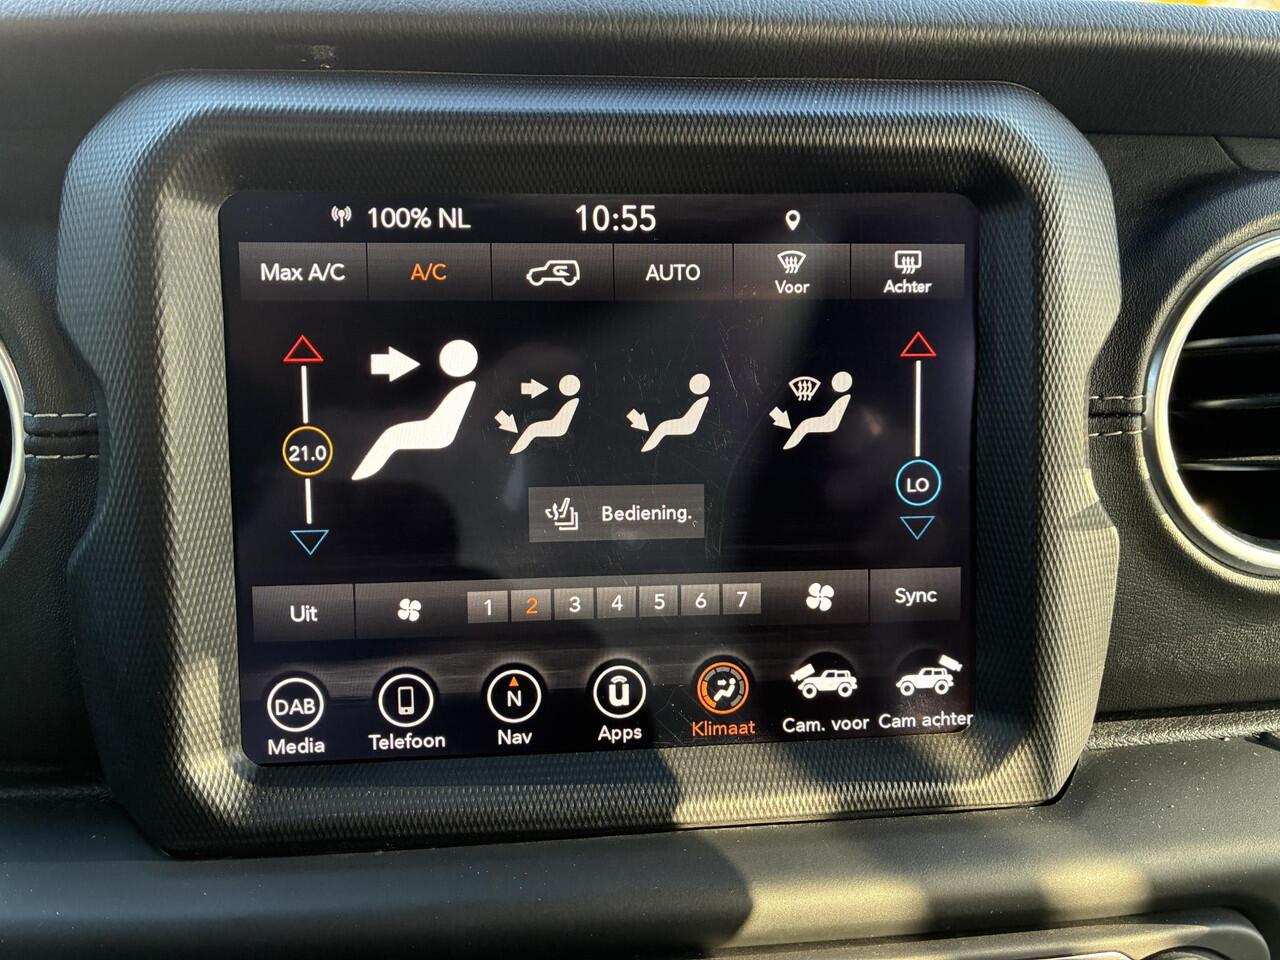 100% NL
10:55
Max A/C
A/C
AUTO
Voor
Achter
21.0
LO
Bediening.
Uit
1 2 3 4 5 6 7
Sync
DAB
Media
Telefoon
N
Nav
u
Apps
Klimaat
Cam. voor
Cam achter